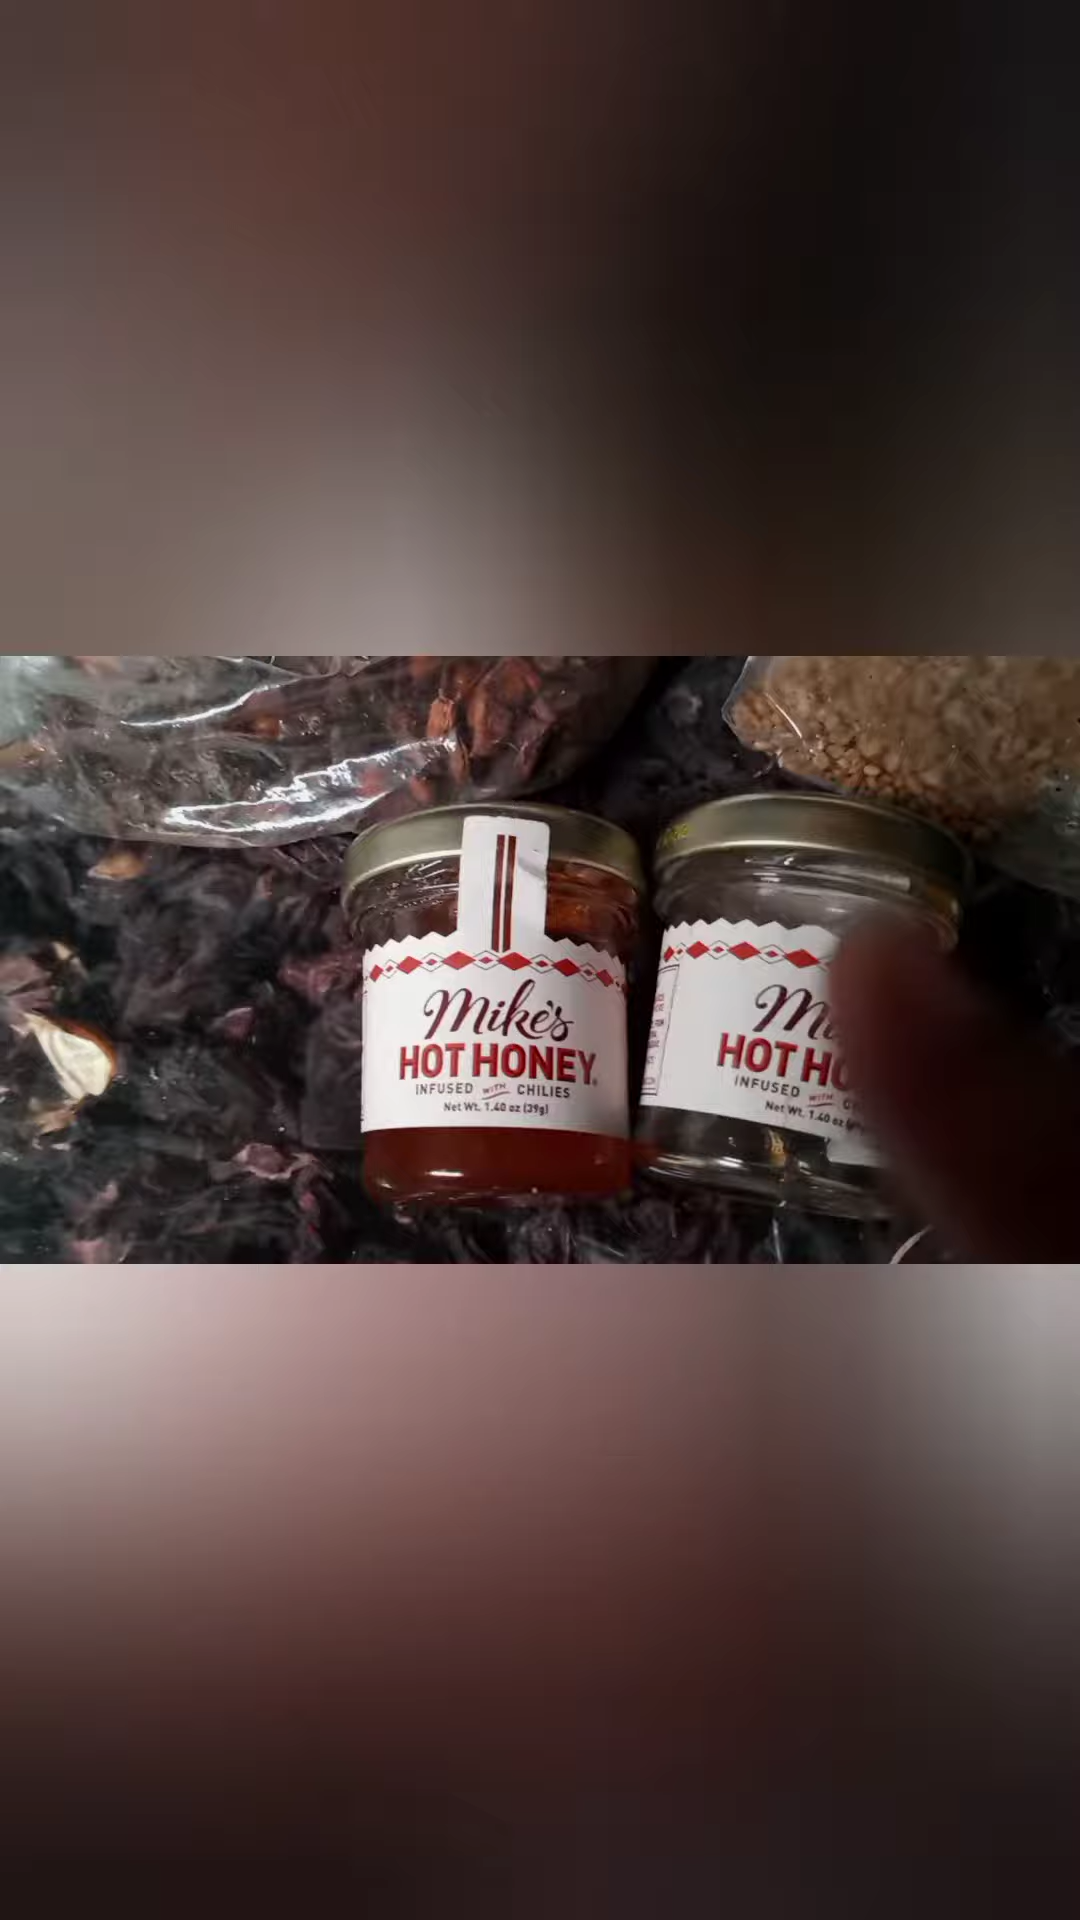 Mike's
HOT HONEY
INFUSED WITH CHILIES
Net Wt. 1.40 oz (39g)
HOT
INFUSED WITH
Net Wt. 1.40 oz